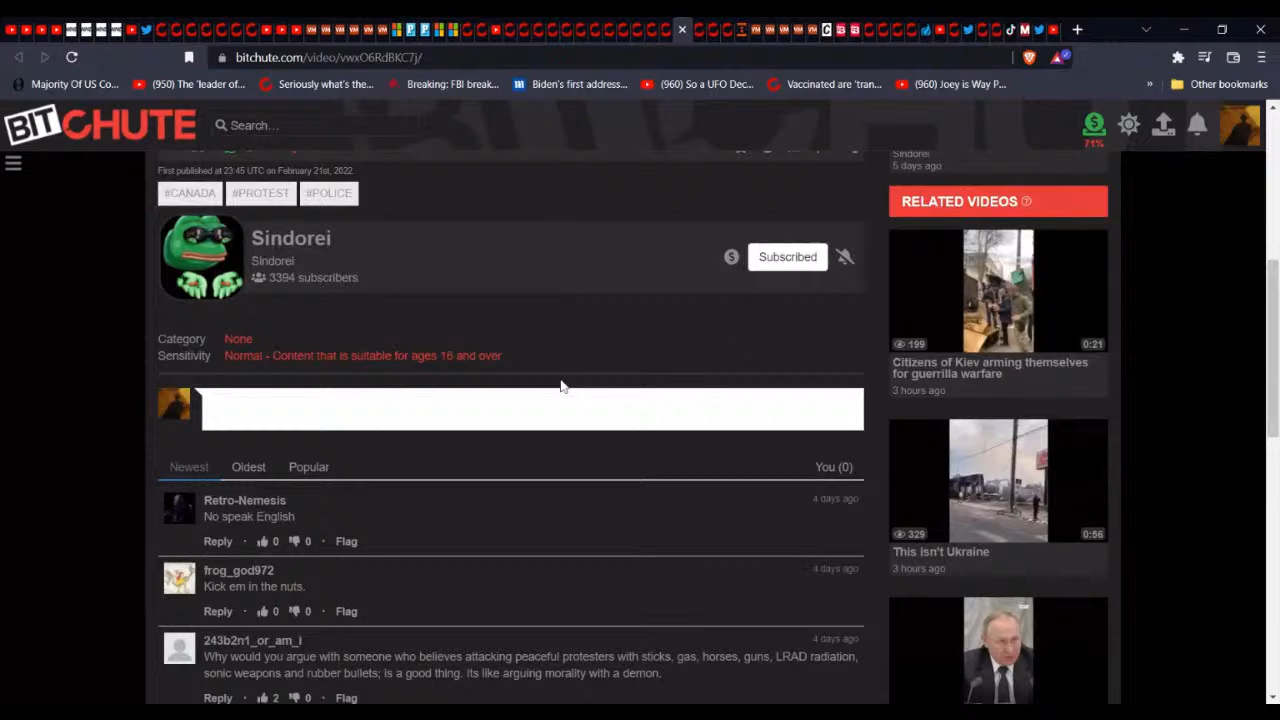 bitchute.com/video/vwxO6RdBKC7j/
Majority Of US Co...
(950) The 'leader of...
Seriously what's the...
Breaking: FBI break...
Biden's first address...
(960) So a UFO Dec...
Vaccinated are 'tran...
(960) Joey is Way P...
»
Other bookmarks
BITCHUTE
Search...
71%
Sindorei
5 days ago
First published at 23:45 UTC on February 21st, 2022.
#CANADA
#PROTEST
#POLICE
RELATED VIDEOS
Sindorei
Sindorei
3394 subscribers
Subscribed
199
0:21
Citizens of Kiev arming themselves
for guerrilla warfare
3 hours ago
Category None
Sensitivity Normal - Content that is suitable for ages 16 and over
Newest
Oldest
Popular
You (0)
Retro-Nemesis
4 days ago
No speak English
Reply · 0 0 · Flag
329
0:56
This isn't Ukraine
3 hours ago
frog_god972
4 days ago
Kick em in the nuts.
Reply · 0 0 · Flag
243b2n1_or_am_i
4 days ago
Why would you argue with someone who believes attacking peaceful protesters with sticks, gas, horses, guns, LRAD radiation,
sonic weapons and rubber bullets; is a good thing. Its like arguing morality with a demon.
Reply · 2 0 · Flag